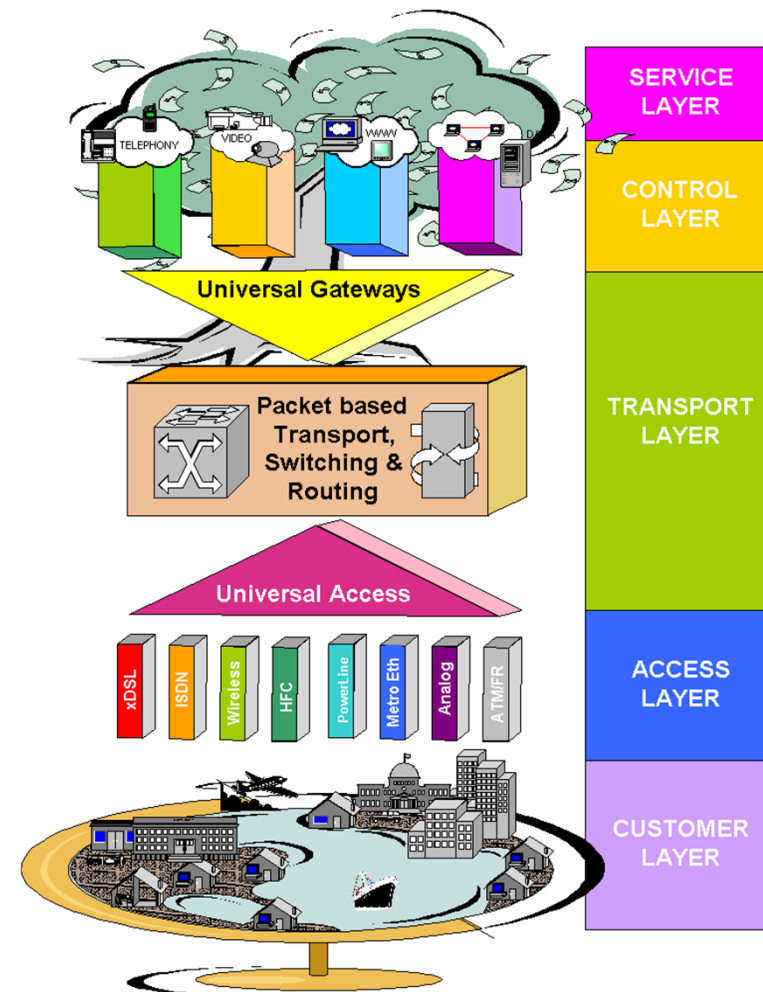 SERVICE
LAYER
TELEPHONY
VIDEO
WWW
CONTROL
LAYER
Universal Gateways
Packet based
Transport,
Switching &
Routing
TRANSPORT
LAYER
Universal Access
xDSL
ISDN
Wireless
HFC
PowerLine
Metro Eth
Analog
ATM/FR
ACCESS
LAYER
CUSTOMER
LAYER